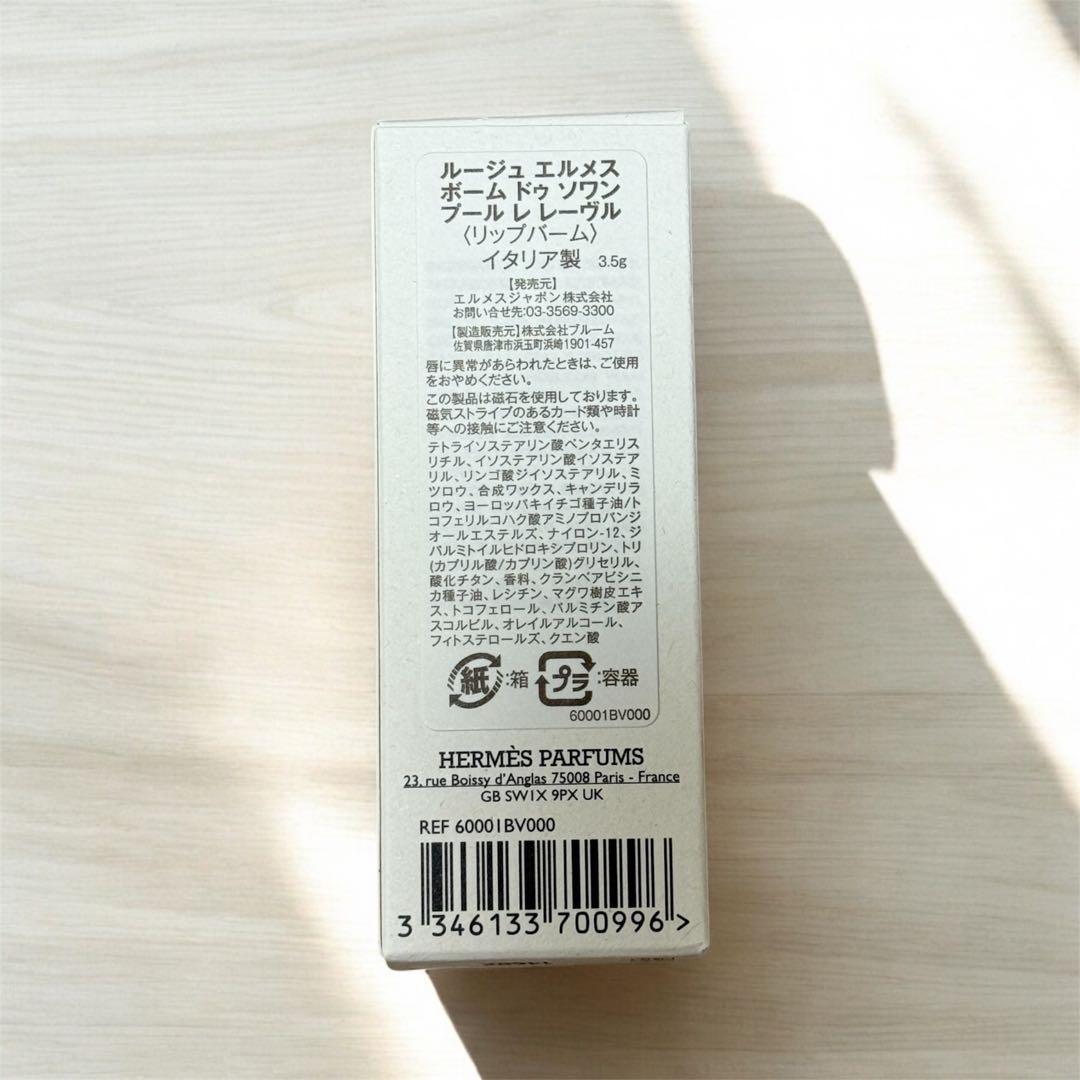 ルージュ エルメス
ボーム ドゥ ソワン
プール レ レーヴル
〈リップバーム〉
イタリア製 3.5g
【発売元】
エルメスジャポン株式会社
お問い合せ先:03-3569-3300
【製造販売元】株式会社ブルーム
佐賀県唐津市浜玉町浜崎1901-457
唇に異常があらわれたときは、ご使用
をおやめください。
この製品は磁石を使用しております。
磁気ストライプのあるカード類や時計
等への接触にご注意ください。
テトライソステアリン酸ペンタエリス
リチル、イソステアリン酸イソステア
リル、リンゴ酸ジイソステアリル、ミ
ツロウ、合成ワックス、キャンデリラ
ロウ、ヨーロッパキイチゴ種子油/ト
コフェリルコハク酸アミノプロパンジ
オールエステルズ、ナイロン-12、ジ
パルミトイルヒドロキシプロリン、トリ
(カプリル酸/カプリン酸)グリセリル、
酸化チタン、香料、クランベアビシニ
カ種子油、レシチン、マグワ樹皮エキ
ス、トコフェロール、パルミチン酸ア
スコルビル、オレイルアルコール、
フィトステロールズ、クエン酸
紙:箱 プラ:容器
60001BV000
HERMÈS PARFUMS
23, rue Boissy d'Anglas 75008 Paris - France
GB SW1X 9PX UK
REF 60001BV000
3 346133 700996 >